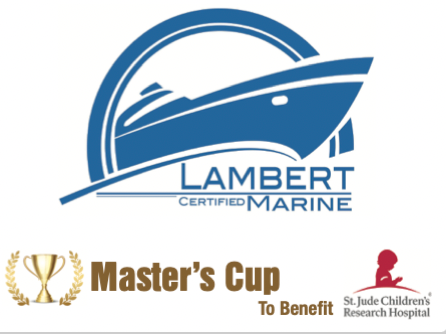 LAMBERT
CERTIFIED MARINE
Master's Cup
To Benefit
St. Jude Children's®
Research Hospital